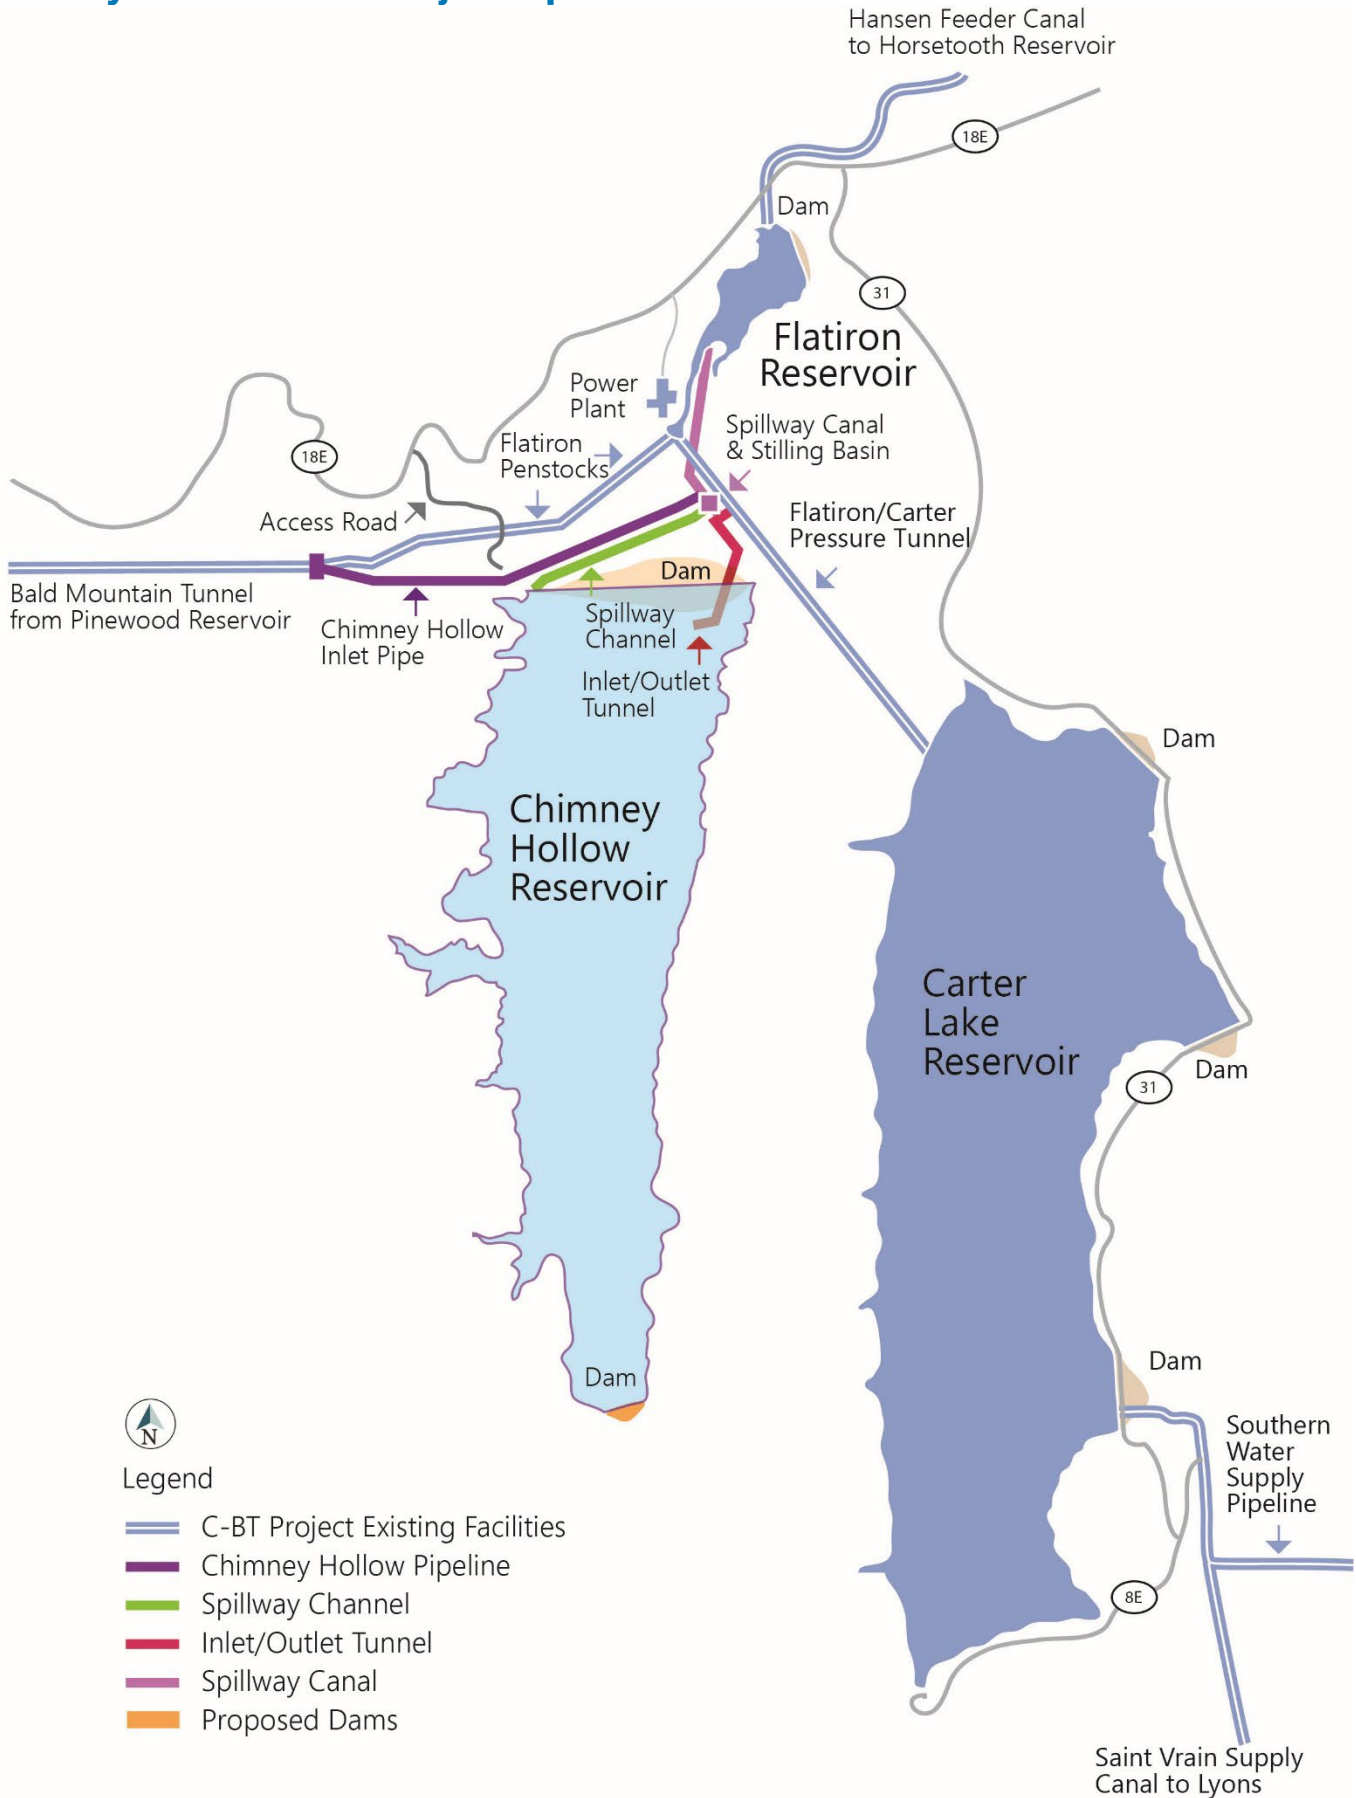 Hansen Feeder Canal
to Horsetooth Reservoir
18E
Dam
31
Flatiron
Reservoir
Power
Plant
Spillway Canal
& Stilling Basin
Flatiron
Penstocks
18E
Access Road
Flatiron/Carter
Pressure Tunnel
Dam
Bald Mountain Tunnel
from Pinewood Reservoir
Chimney Hollow
Inlet Pipe
Spillway
Channel
Inlet/Outlet
Tunnel
Dam
Chimney
Hollow
Reservoir
Carter
Lake
Reservoir
Dam
31
Dam
Dam
Southern
Water
Supply
Pipeline
8E
Saint Vrain Supply
Canal to Lyons
N
Legend
C-BT Project Existing Facilities
Chimney Hollow Pipeline
Spillway Channel
Inlet/Outlet Tunnel
Spillway Canal
Proposed Dams